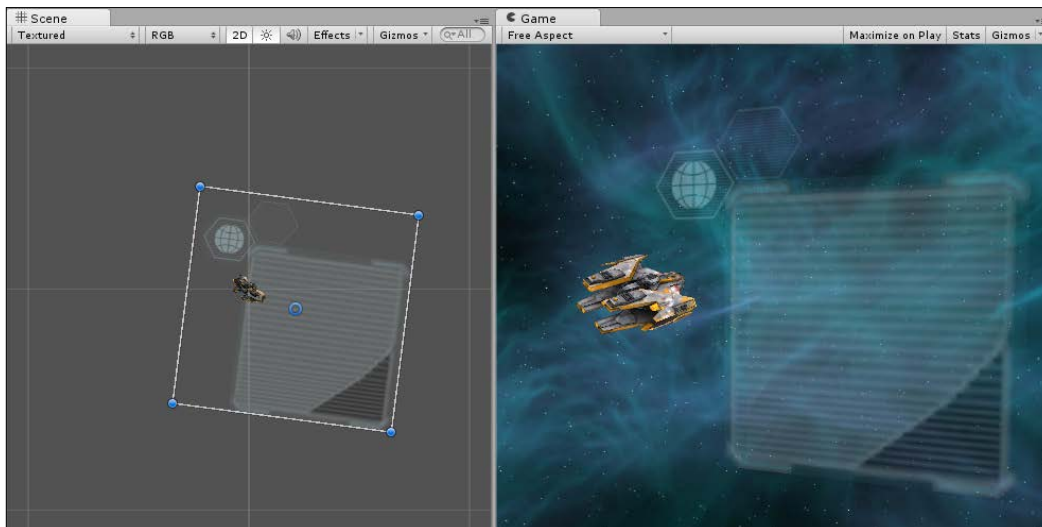 Scene
Textured RGB 2D Effects Gizmos All
Game
Free Aspect Maximize on Play Stats Gizmos